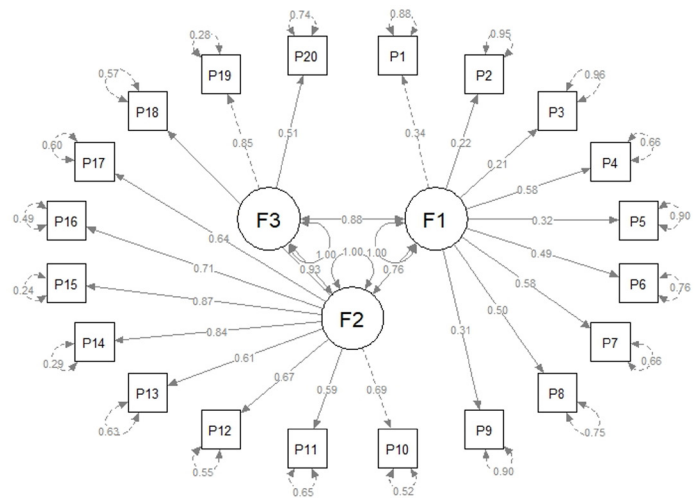 0.74 0.88
0.28 P20 P1 0.95
P19 P2
0.57 0.96
P18 P3
0.85 0.51 0.34 0.22
0.60 0.21 0.66
P17 P4
0.58
0.49 0.90
P16 F3 0.88 F1 0.32 P5
0.64
1.00 1.00 1.00
0.71 0.93 0.76 0.49
0.24 P15 P6 0.76
0.87 0.58
F2
0.84 0.50
0.29 P14 0.31 P7 0.66
0.61
0.67 0.59 0.69
P13 P8
0.63 P12 P11 P10 P9 0.75
0.55 0.65 0.52 0.90